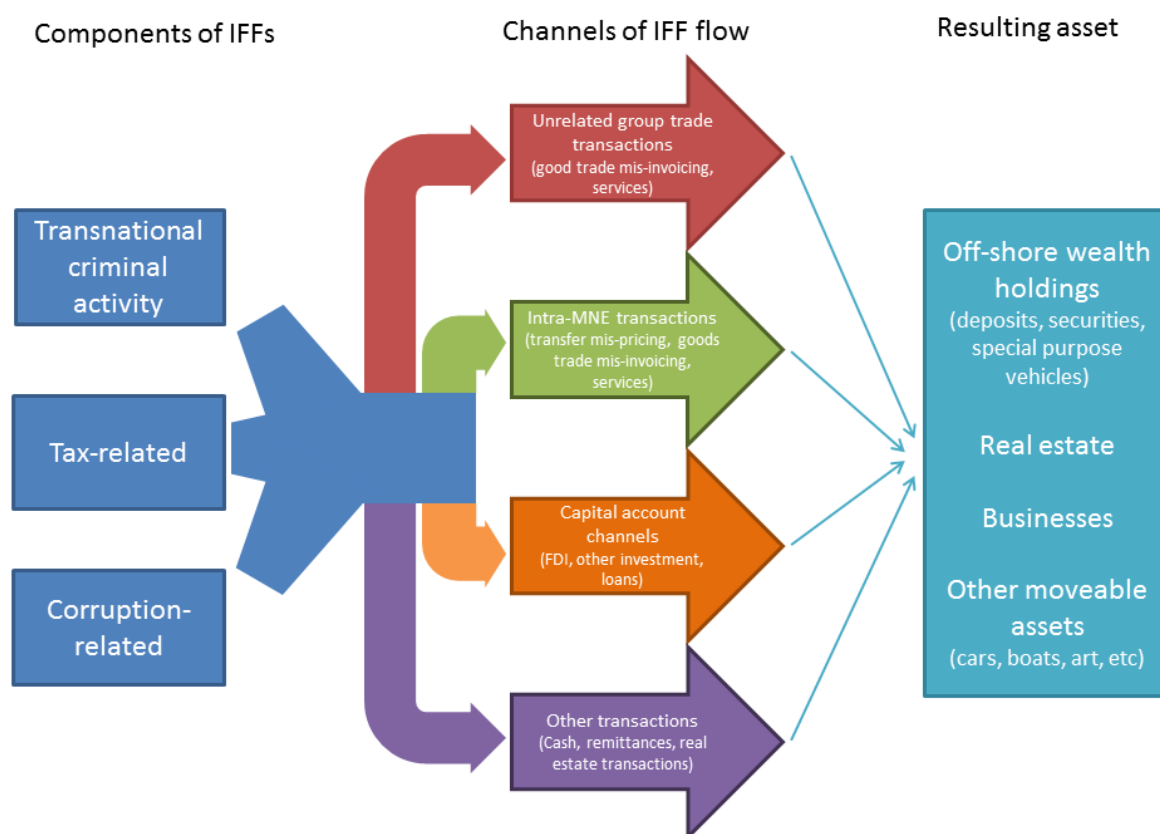 Components of IFFs
Channels of IFF flow
Resulting asset
Transnational
criminal
activity
Tax-related
Corruption-
related
Unrelated group trade
transactions
(good trade mis-invoicing,
services)
Intra-MNE transactions
(transfer mis-pricing, goods
trade mis-invoicing,
services)
Capital account
channels
(FDI, other investment,
loans)
Other transactions
(Cash, remittances, real
estate transactions)
Off-shore wealth
holdings
(deposits, securities,
special purpose
vehicles)
Real estate
Businesses
Other moveable
assets
(cars, boats, art, etc)